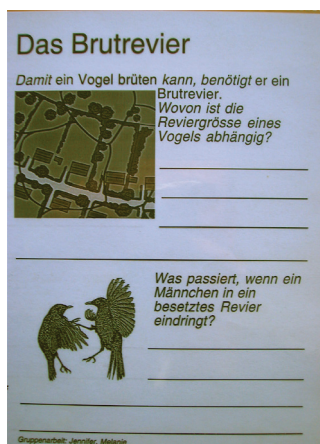 Das Brutrevier
Damit ein Vogel brüten kann, benötigt er ein
Brutrevier.
Wovon ist die
Reviergrösse eines
Vogels abhängig?
Was passiert, wenn ein
Männchen in ein
besetztes Revier
eindringt?
Gruppenarbeit: Jennifer, Melanie